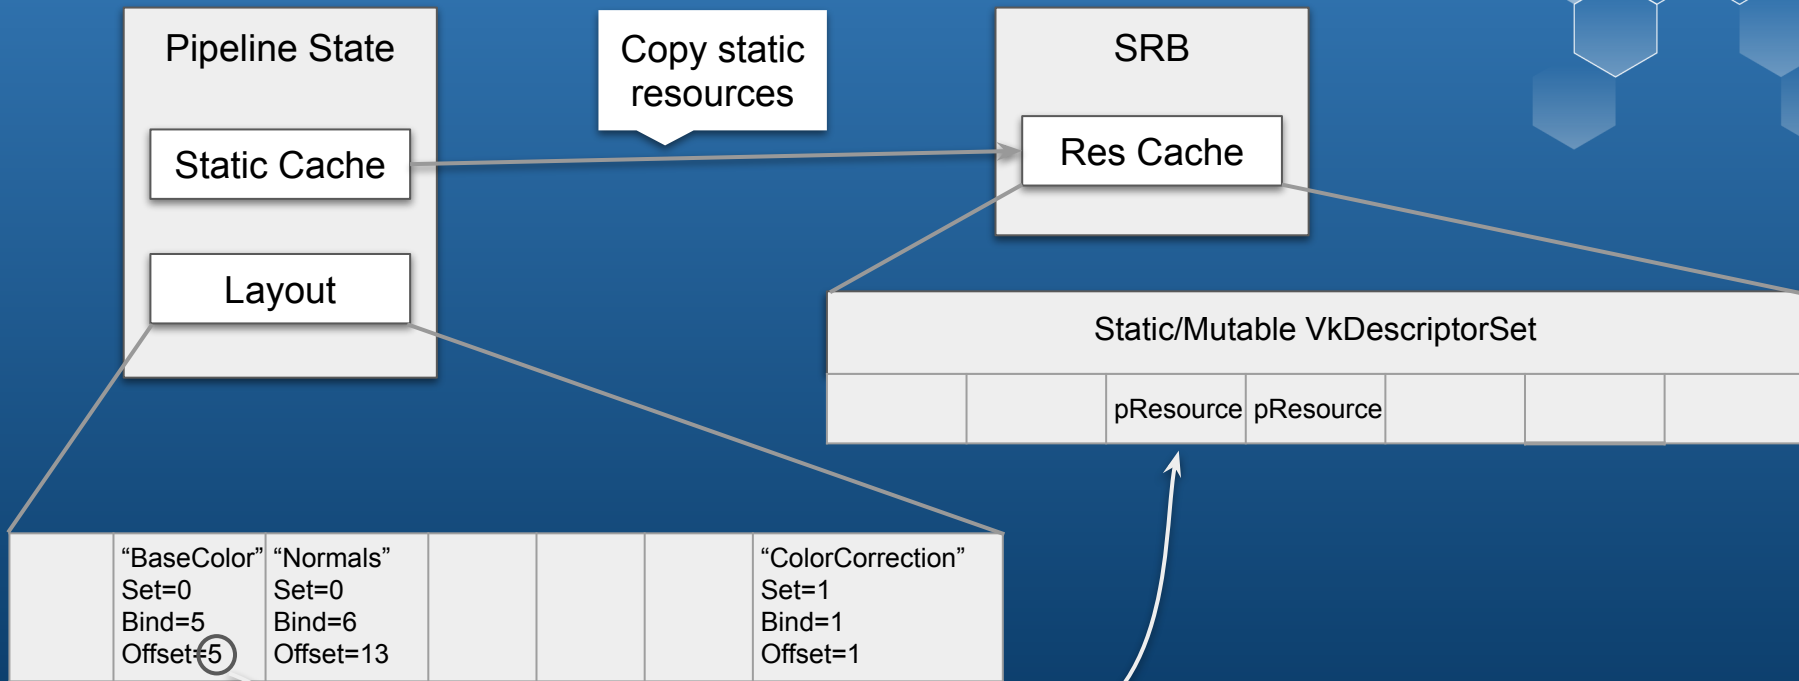 Pipeline State
Copy static
resources
SRB
Static Cache
Res Cache
Layout
Static/Mutable VkDescriptorSet
pResource pResource
“BaseColor”
Set=0
Bind=5
Offset=5
“Normals”
Set=0
Bind=6
Offset=13
“ColorCorrection”
Set=1
Bind=1
Offset=1